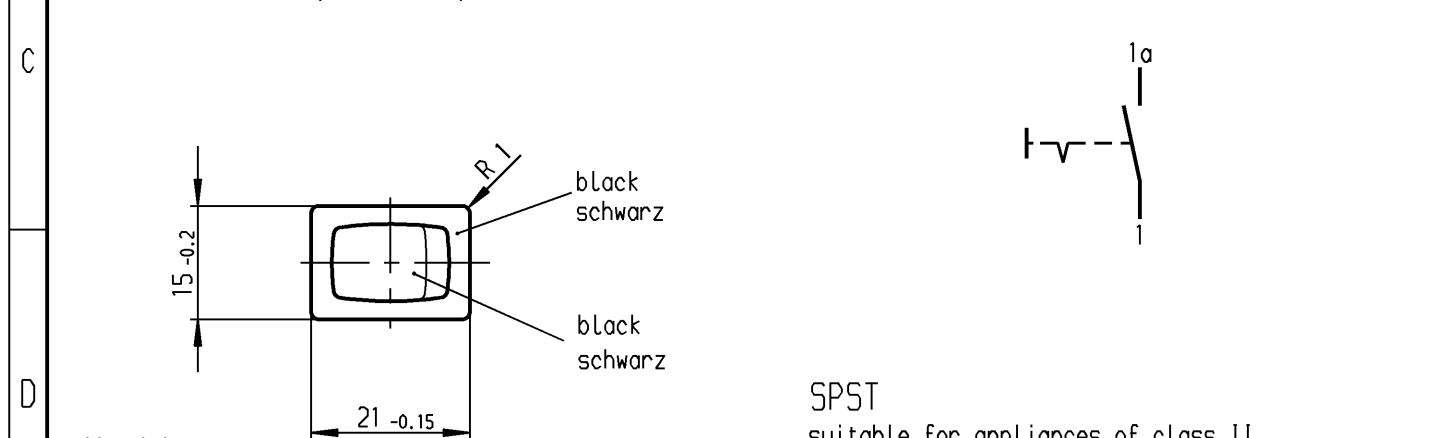 C
1a
R 1
black
schwarz
15 -0.2
1
black
schwarz
D
SPST
21 -0.15
suitable for appliances of class II